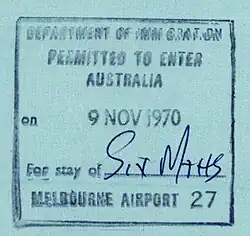 DEPARTMENT OF IMMIGRATION
PERMITTED TO ENTER
AUSTRALIA
on 9 NOV 1970
For stay of SIX MTHS
MELBOURNE AIRPORT 27